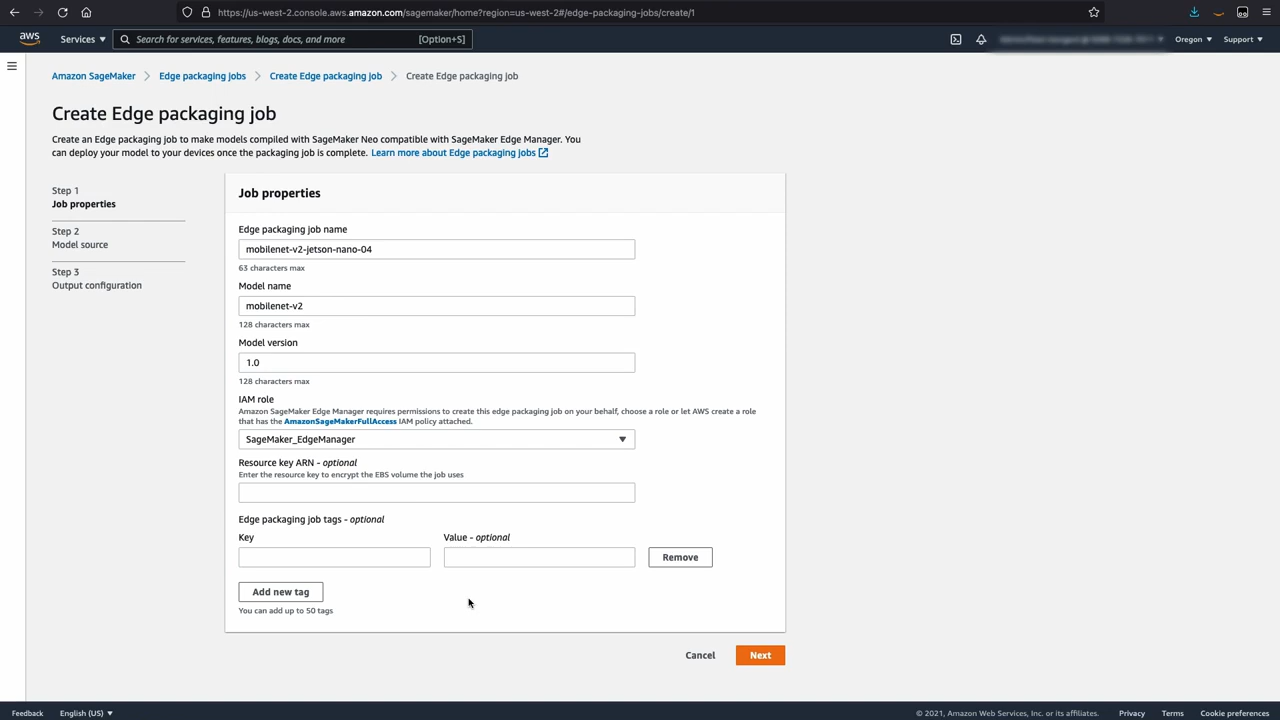 https://us-west-2.console.aws.amazon.com/sagemaker/home?region=us-west-2#/edge-packaging-jobs/create/1
aws
Services
Search for services, features, blogs, docs, and more
[Option+S]
Oregon
Support
Amazon SageMaker
Edge packaging jobs
Create Edge packaging job
Create Edge packaging job
Create Edge packaging job
Create an Edge packaging job to make models compiled with SageMaker Neo compatible with SageMaker Edge Manager. You
can deploy your model to your devices once the packaging job is complete. Learn more about Edge packaging jobs
Step 1
Job properties
Step 2
Model source
Step 3
Output configuration
Job properties
Edge packaging job name
mobilenet-v2-jetson-nano-04
63 characters max
Model name
mobilenet-v2
128 characters max
Model version
1.0
128 characters max
IAM role
Amazon SageMaker Edge Manager requires permissions to create this edge packaging job on your behalf, choose a role or let AWS create a role
that has the AmazonSageMakerFullAccess IAM policy attached.
SageMaker_EdgeManager
Resource key ARN - optional
Enter the resource key to encrypt the EBS volume the job uses
Edge packaging job tags - optional
Key
Value - optional
Remove
Add new tag
You can add up to 50 tags
Cancel
Next
Feedback
English (US)
© 2021, Amazon Web Services, Inc. or its affiliates.
Privacy
Terms
Cookie preferences